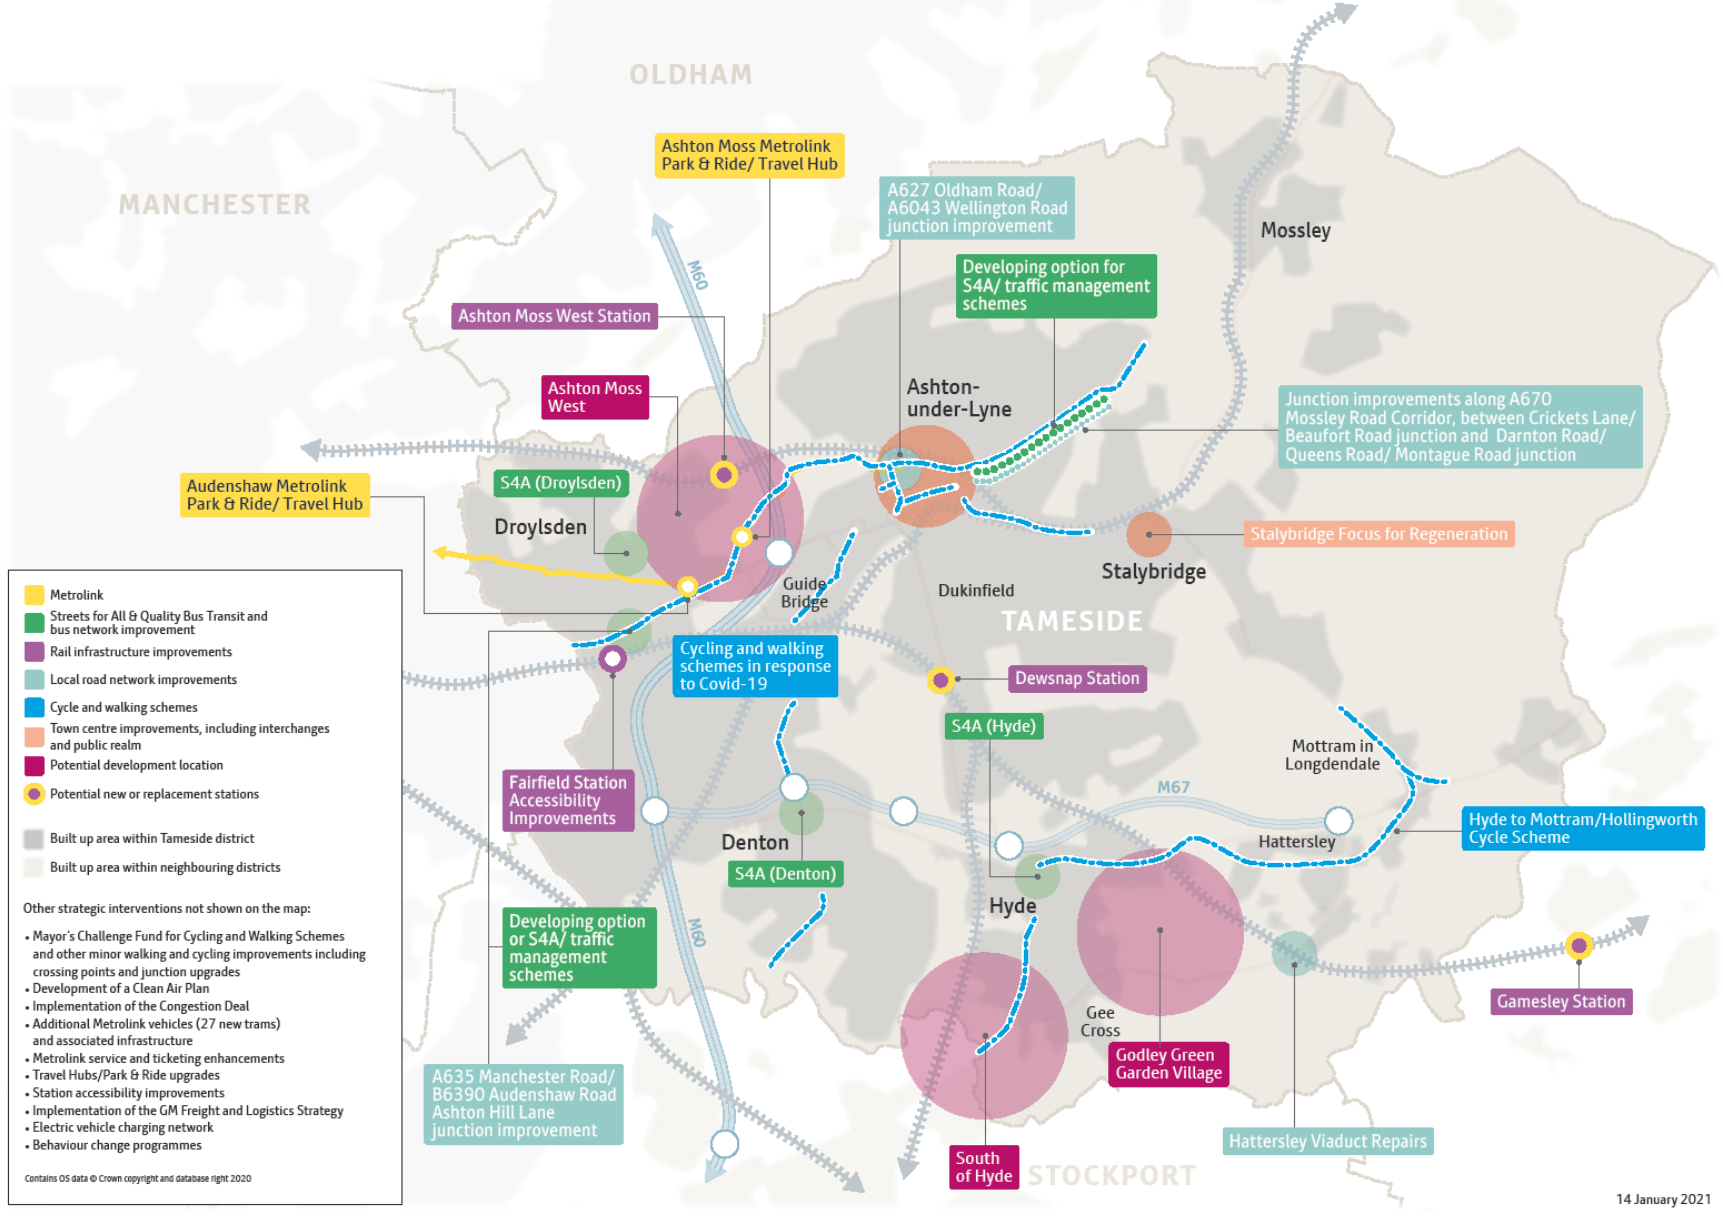 OLDHAM
MANCHESTER
Ashton Moss Metrolink
Park & Ride/ Travel Hub
A627 Oldham Road/
A6043 Wellington Road
junction improvement
Mossley
M60
Developing option for
S4A/ traffic management
schemes
Ashton Moss West Station
Ashton Moss
West
Ashton-
under-Lyne
Junction improvements along A670
Mossley Road Corridor, between Crickets Lane/
Beaufort Road junction and Darnton Road/
Queens Road/ Montague Road junction
S4A (Droylsden)
Audenshaw Metrolink
Park & Ride/ Travel Hub
Droylsden
Stalybridge Focus for Regeneration
Stalybridge
Guide
Bridge
Dukinfield
TAMESIDE
Cycling and walking
schemes in response
to Covid-19
Dewsnap Station
S4A (Hyde)
Mottram in
Longdendale
Fairfield Station
Accessibility
Improvements
M67
Denton
Hattersley
Hyde to Mottram/Hollingworth
Cycle Scheme
S4A (Denton)
Hyde
Developing option
or S4A/ traffic
management
schemes
M60
Gee
Cross
Gamesley Station
Godley Green
Garden Village
A635 Manchester Road/
B6390 Audenshaw Road
Ashton Hill Lane
junction improvement
Hattersley Viaduct Repairs
South
of Hyde
STOCKPORT
14 January 2021
Metrolink
Streets for All & Quality Bus Transit and
bus network improvement
Rail infrastructure improvements
Local road network improvements
Cycle and walking schemes
Town centre improvements, including interchanges
and public realm
Potential development location
Potential new or replacement stations
Built up area within Tameside district
Built up area within neighbouring districts
Other strategic interventions not shown on the map:
• Mayor's Challenge Fund for Cycling and Walking Schemes
and other minor walking and cycling improvements including
crossing points and junction upgrades
• Development of a Clean Air Plan
• Implementation of the Congestion Deal
• Additional Metrolink vehicles (27 new trams)
and associated infrastructure
• Metrolink service and ticketing enhancements
• Travel Hubs/Park & Ride upgrades
• Station accessibility improvements
• Implementation of the GM Freight and Logistics Strategy
• Electric vehicle charging network
• Behaviour change programmes
Contains OS data © Crown copyright and database right 2020